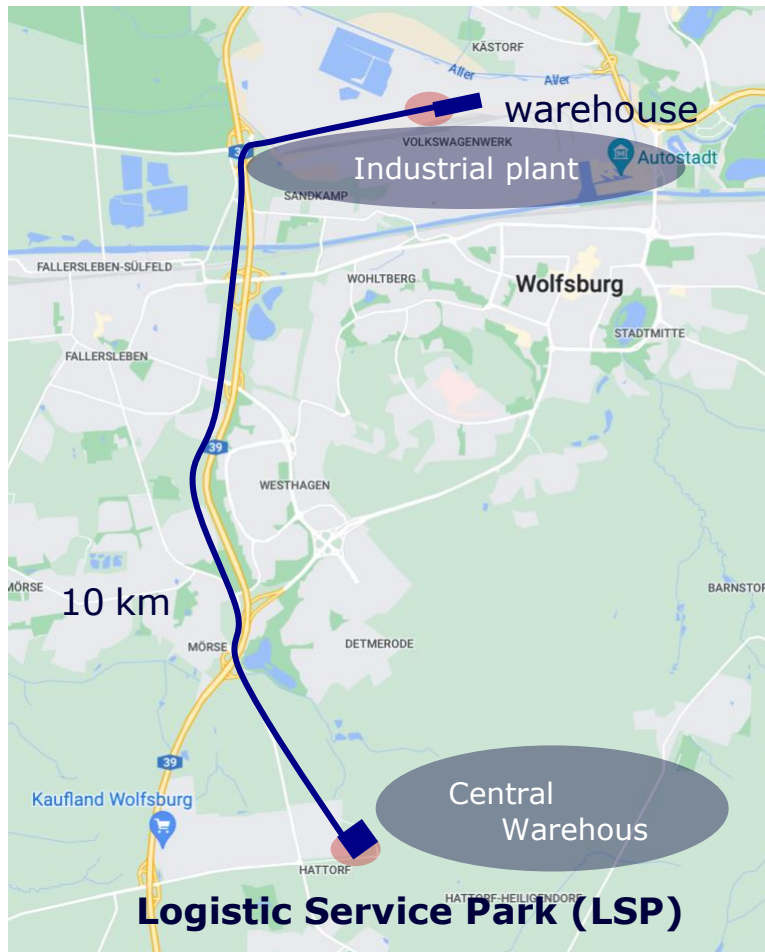 KÄSTORF
Aller
Aller
warehouse
VOLKSWAGENWERK
39
Industrial plant
Autostadt
SANDKAMP
FALLERSLEBEN-SÜLFELD
WOHLTBERG
Wolfsburg
STADTMITTE
FALLERSLEBEN
39
WESTHAGEN
MÖRSE
10 km
BARNSTOR
MÖRSE
DETMERODE
39
Kaufland Wolfsburg
Central
Warehous
HATTORF
HATTORF-HEILIGENDORF
Logistic Service Park (LSP)